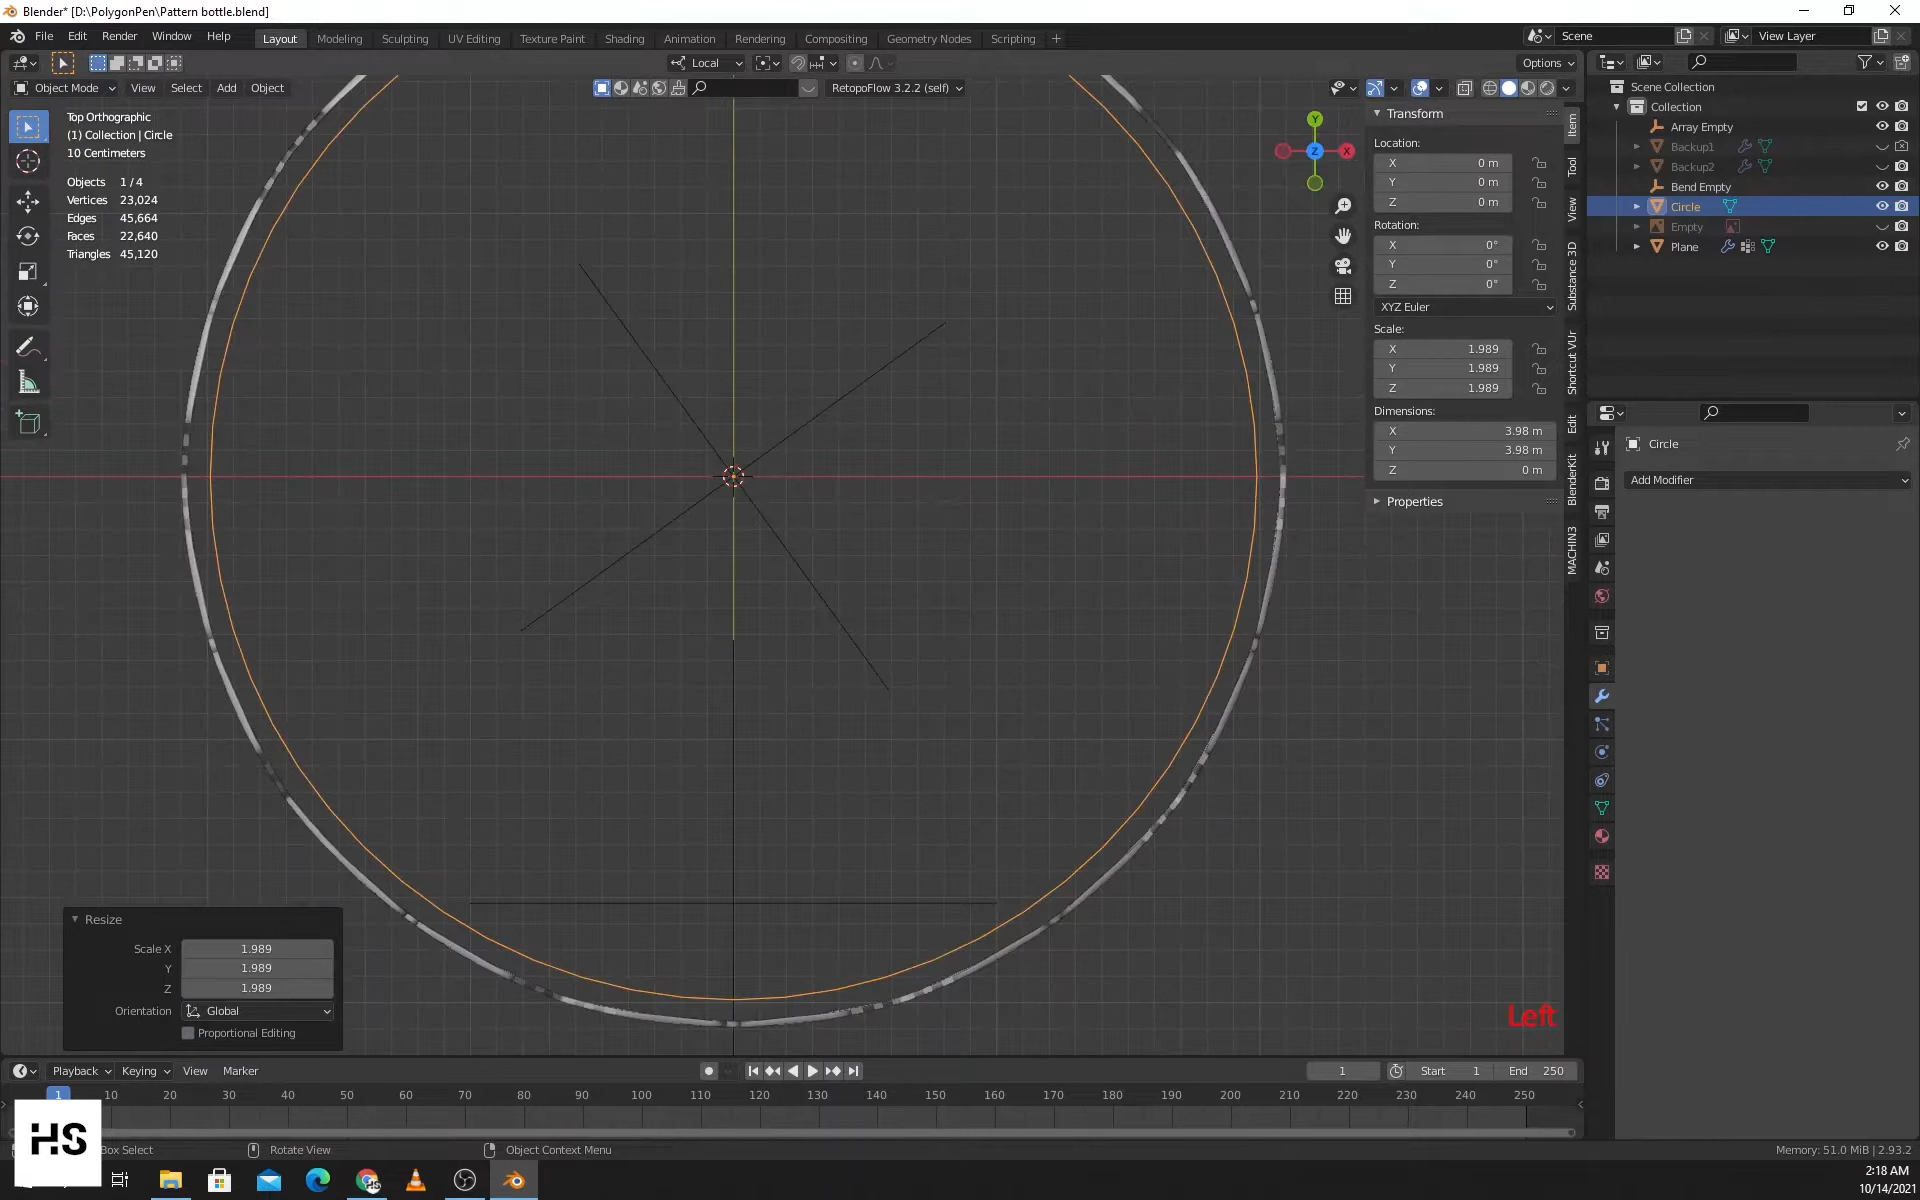 Blender* [D:\PolygonPen\Pattern bottle.blend]
File Edit Render Window Help
Layout Modeling Sculpting UV Editing Texture Paint Shading Animation Rendering Compositing Geometry Nodes Scripting +
Scene
View Layer
Local
Options
Object Mode View Select Add Object
RetopoFlow 3.2.2 (self)
Top Orthographic
(1) Collection | Circle
10 Centimeters
Objects 1 / 4
Vertices 23,024
Edges 45,664
Faces 22,640
Triangles 45,120
Y
Z
X
Transform
Location:
X 0 m
Y 0 m
Z 0 m
Rotation:
X 0°
Y 0°
Z 0°
XYZ Euler
Scale:
X 1.989
Y 1.989
Z 1.989
Dimensions:
X 3.98 m
Y 3.98 m
Z 0 m
Properties
Item
Tool
View
Substance 3D
Shortcut VUr
Edit
BlenderKit
MACHIN3
Scene Collection
Collection
Array Empty
Backup1
Backup2
Bend Empty
Circle
Empty
Plane
Circle
Add Modifier
Resize
Scale X 1.989
Y 1.989
Z 1.989
Orientation Global
Proportional Editing
Left
Playback Keying View Marker
1
Start 1
End 250
1 10 20 30 40 50 60 70 80 90 100 110 120 130 140 150 160 170 180 190 200 210 220 230 240 250
HS
Box Select
Rotate View
Object Context Menu
Memory: 51.0 MiB | 2.93.2
2:18 AM
10/14/2021